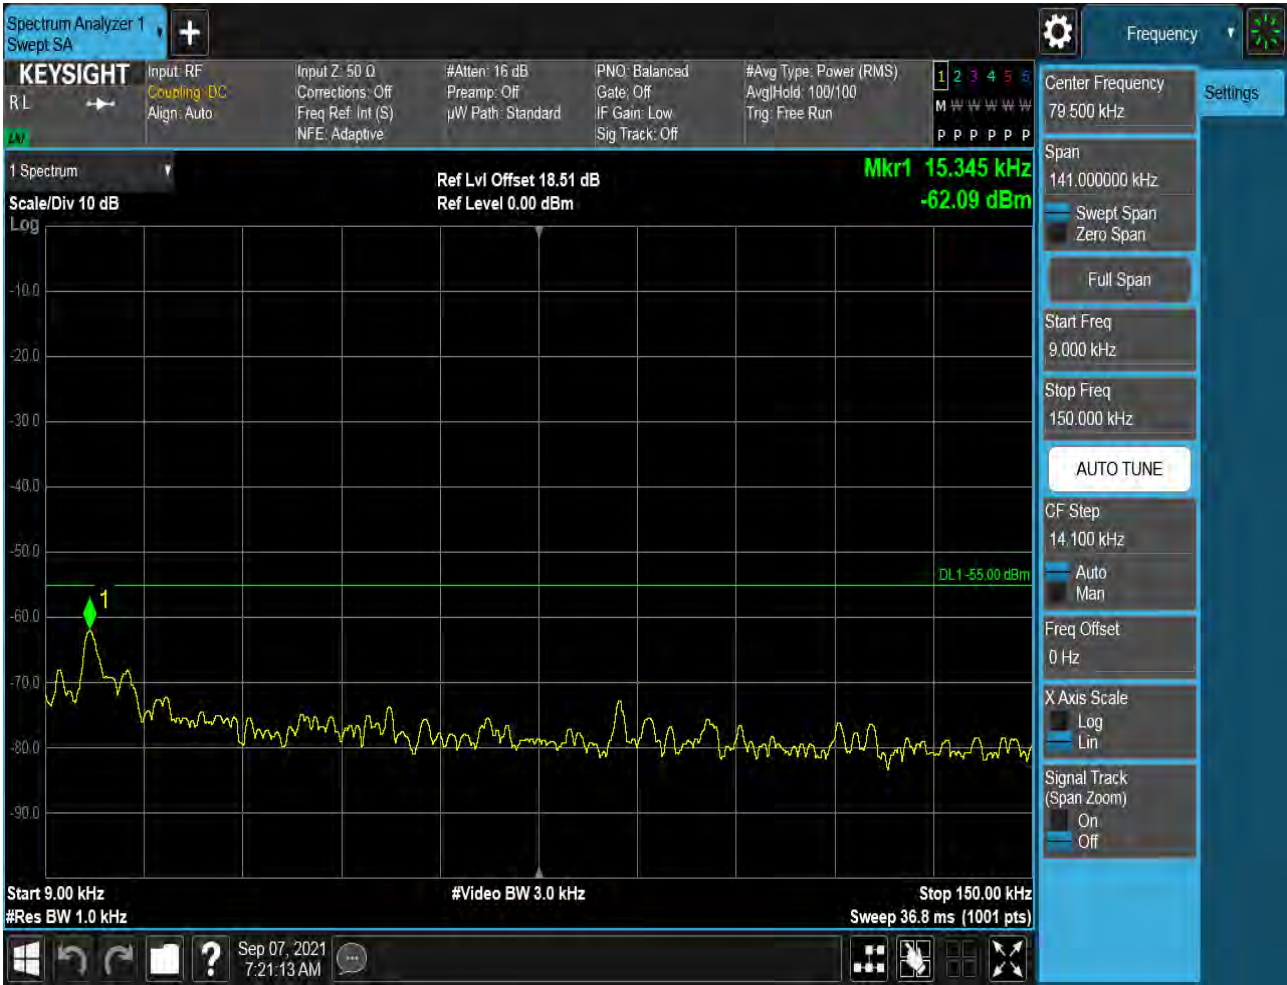 Spectrum Analyzer 1
Swept SA
Frequency
KEYSIGHT
R L
Input: RF
Coupling: DC
Align: Auto
Input Z: 50 Ω
Corrections: Off
Freq Ref: Int (S)
NFE: Adaptive
#Atten: 16 dB
Preamp: Off
µW Path: Standard
PNO: Balanced
Gate: Off
IF Gain: Low
Sig Track: Off
#Avg Type: Power (RMS)
Avg|Hold: 100/100
Trig: Free Run
1 2 3 4 5 6
M W W W W W
P P P P P P
1 Spectrum
Scale/Div 10 dB
Log
Ref Lvl Offset 18.51 dB
Ref Level 0.00 dBm
Mkr1 15.345 kHz
-62.09 dBm
-10.0
-20.0
-30.0
-40.0
-50.0
DL1 -55.00 dBm
1
-60.0
-70.0
-80.0
-90.0
Start 9.00 kHz
#Video BW 3.0 kHz
Stop 150.00 kHz
#Res BW 1.0 kHz
Sweep 36.8 ms (1001 pts)
Center Frequency
79.500 kHz
Settings
Span
141.000000 kHz
Swept Span
Zero Span
Full Span
Start Freq
9.000 kHz
Stop Freq
150.000 kHz
AUTO TUNE
CF Step
14.100 kHz
Auto
Man
Freq Offset
0 Hz
X Axis Scale
Log
Lin
Signal Track
(Span Zoom)
On
Off
?
Sep 07, 2021
7:21:13 AM